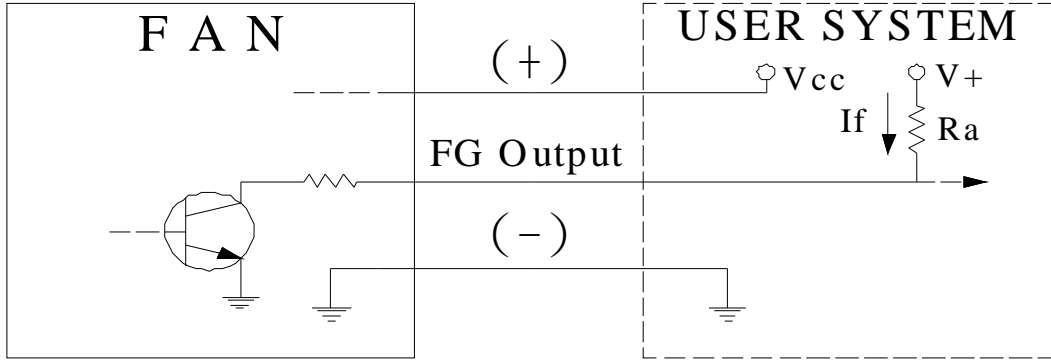 F A N
USER SYSTEM
(+)
Vcc
V+
If
Ra
FG Output
(-)